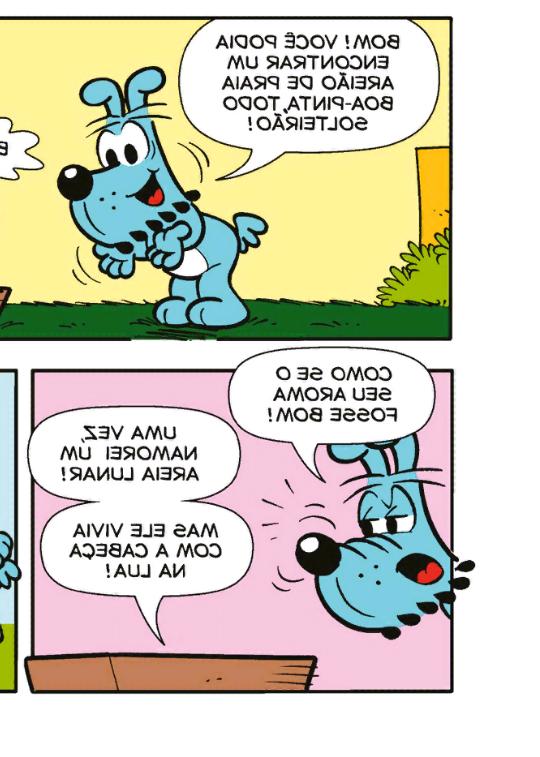 BOM! VOCÊ PODIA
ENCONTRAR UM
AREIÃO DE PRAIA
BOA-PINTA, TODO
SOLTEIRÃO!
COMO SE O
SEU AROMA
FOSSE BOM!
UMA VEZ,
NAMOREI UM
AREIA LUNAR!
MAS ELE VIVIA
COM A CABEÇA
NA LUA!